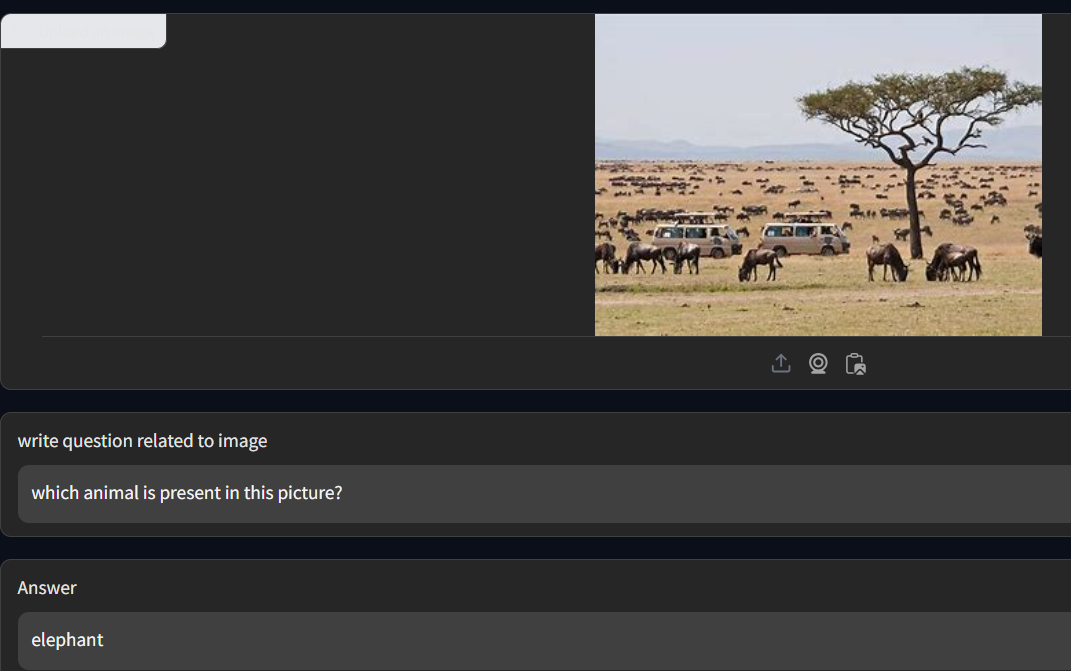 write question related to image
which animal is present in this picture?
Answer
elephant